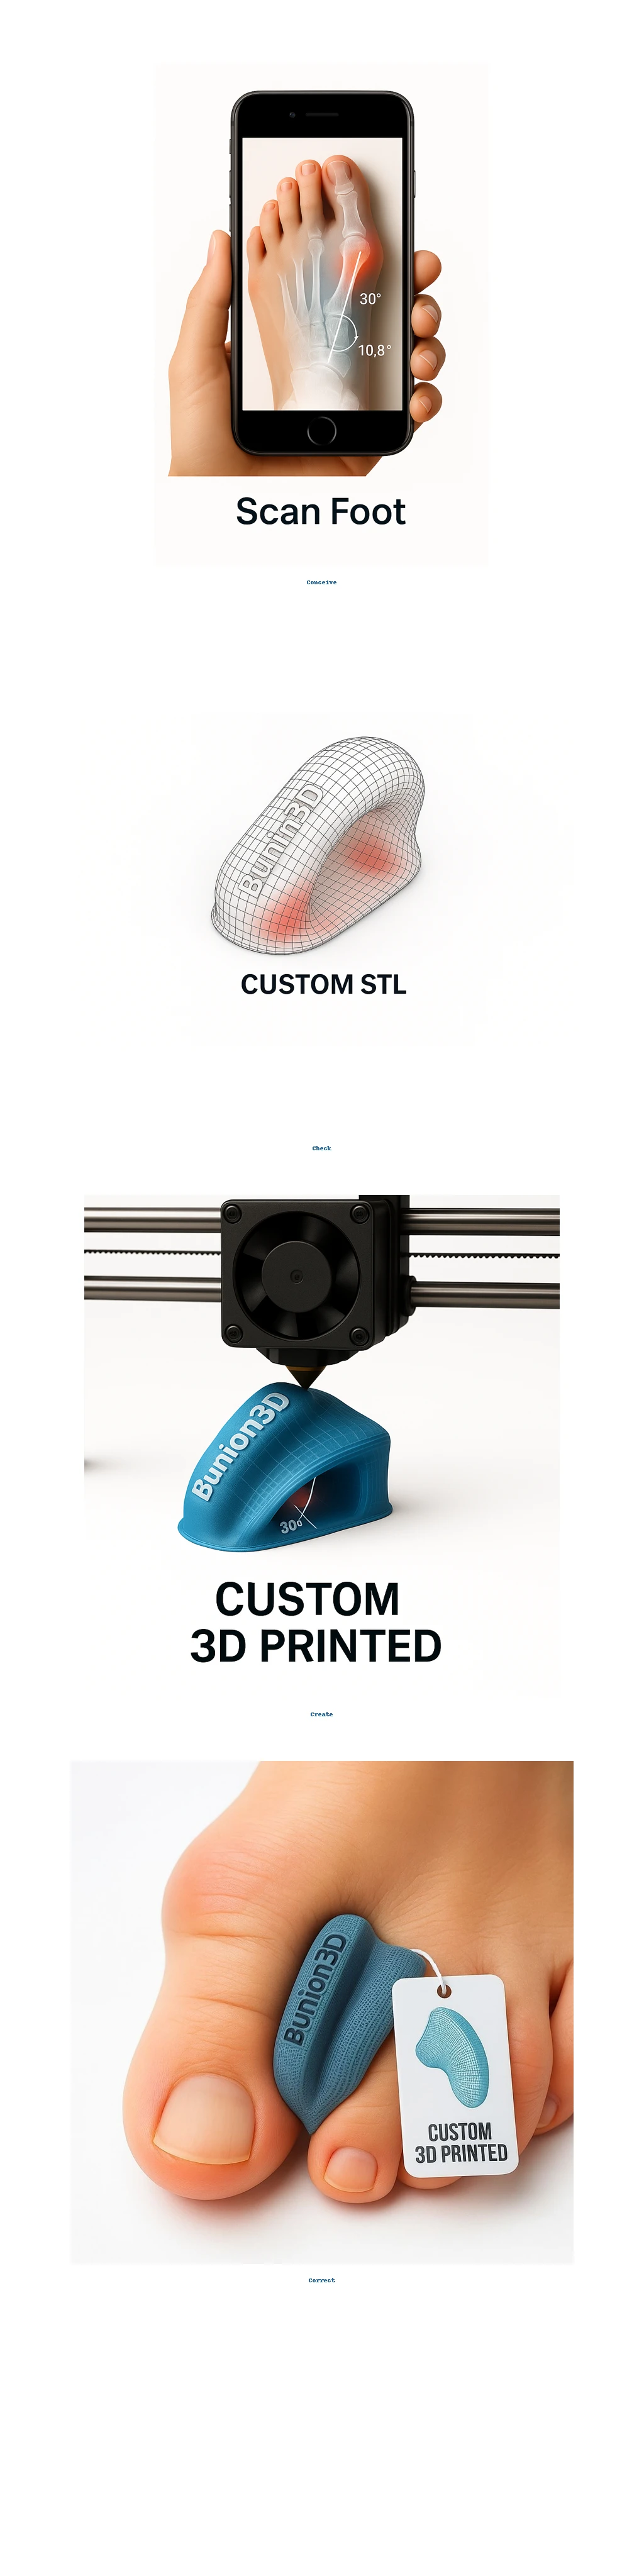 30°
10,8°
Scan Foot
Conceive
Bunin3D
CUSTOM STL
Check
Bunion3D
30°
CUSTOM
3D PRINTED
Create
Bunion3D
CUSTOM
3D PRINTED
Correct